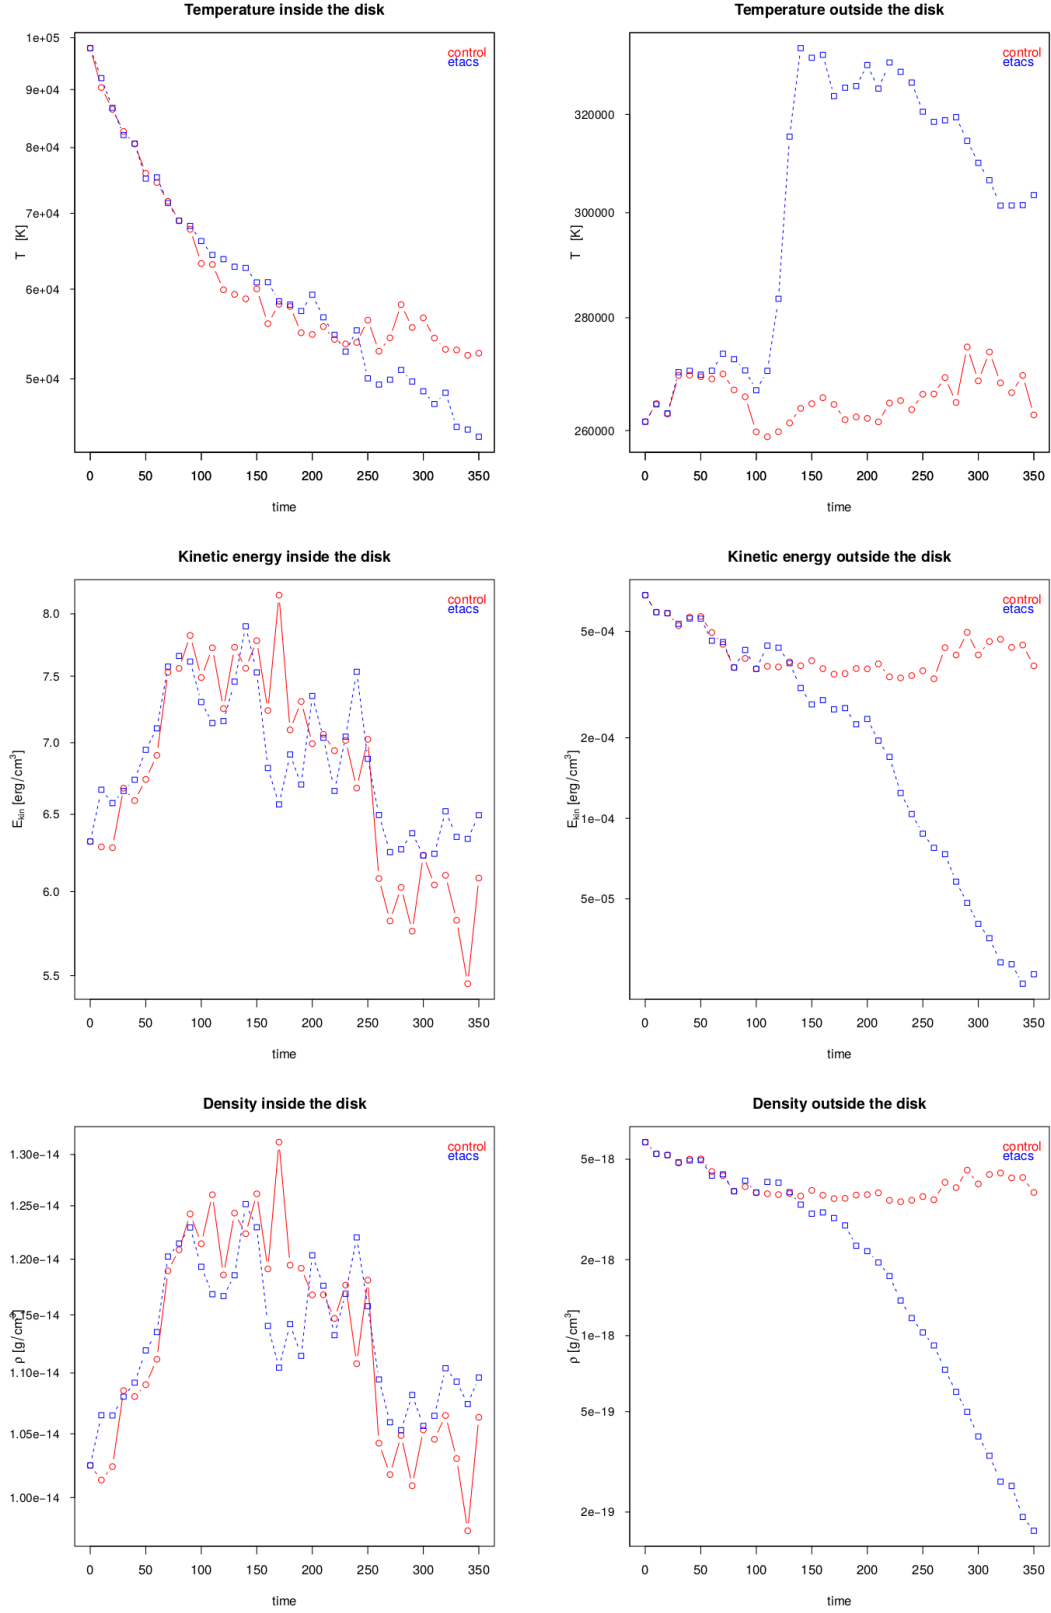 Temperature inside the disk
control
etacs
1e+05
9e+04
8e+04
7e+04
6e+04
5e+04
T [K]
0 50 100 150 200 250 300 350
time
Temperature outside the disk
control
etacs
320000
300000
280000
260000
T [K]
0 50 100 150 200 250 300 350
time
Kinetic energy inside the disk
control
etacs
8.0
7.5
7.0
6.5
6.0
5.5
Ekin [erg/cm³]
0 50 100 150 200 250 300 350
time
Kinetic energy outside the disk
control
etacs
5e−04
2e−04
1e−04
5e−05
Ekin [erg/cm³]
0 50 100 150 200 250 300 350
time
Density inside the disk
control
etacs
1.30e−14
1.25e−14
1.20e−14
1.15e−14
1.10e−14
1.05e−14
1.00e−14
ρ [g/cm³]
0 50 100 150 200 250 300 350
time
Density outside the disk
control
etacs
5e−18
2e−18
1e−18
5e−19
2e−19
ρ [g/cm³]
0 50 100 150 200 250 300 350
time